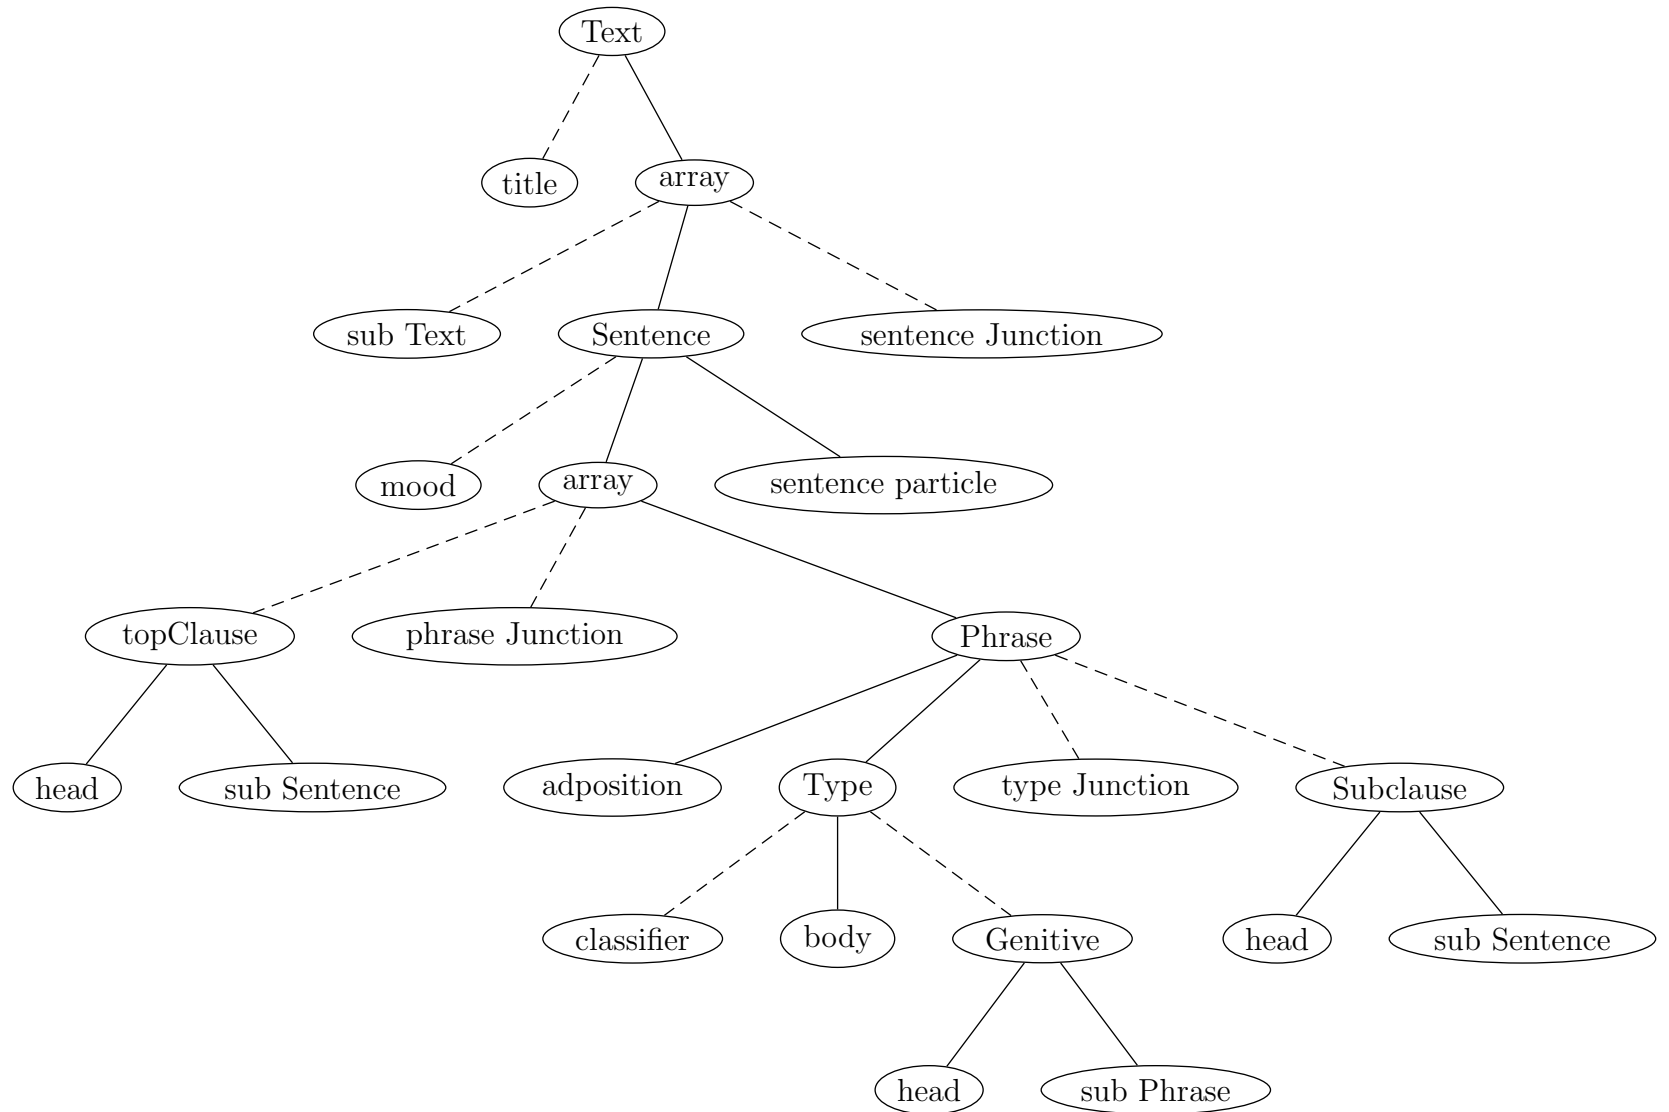 Text
title
array
sub Text
Sentence
sentence Junction
mood
array
sentence particle
topClause
phrase Junction
Phrase
head
sub Sentence
adposition
Type
type Junction
Subclause
classifier
body
Genitive
head
sub Sentence
head
sub Phrase